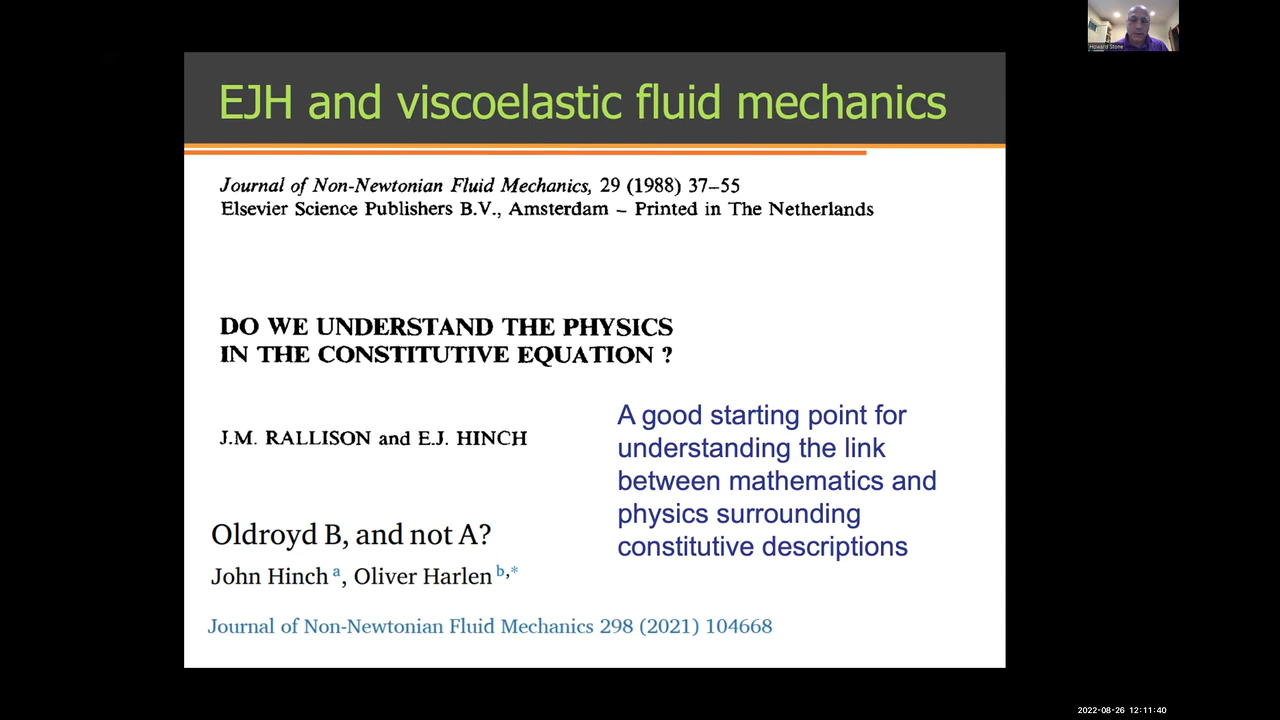 EJH and viscoelastic fluid mechanics
Journal of Non-Newtonian Fluid Mechanics, 29 (1988) 37–55
Elsevier Science Publishers B.V., Amsterdam – Printed in The Netherlands
DO WE UNDERSTAND THE PHYSICS
IN THE CONSTITUTIVE EQUATION ?
J.M. RALLISON and E.J. HINCH
A good starting point for
understanding the link
between mathematics and
physics surrounding
constitutive descriptions
Oldroyd B, and not A?
John Hinch a, Oliver Harlen b,*
Journal of Non-Newtonian Fluid Mechanics 298 (2021) 104668
Howard Stone
2022-08-26 12:11:40